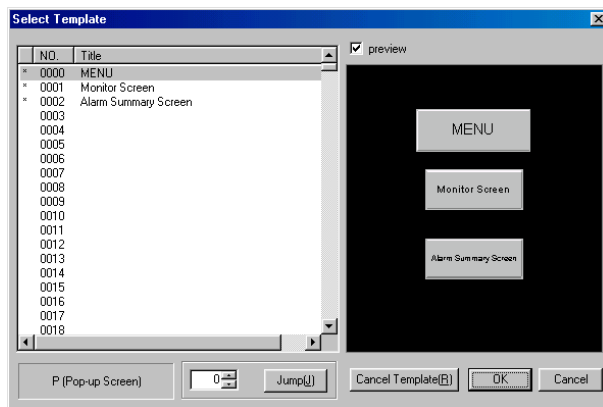 Select Template
NO. Title
* 0000 MENU
* 0001 Monitor Screen
* 0002 Alarm Summary Screen
0003
0004
0005
0006
0007
0008
0009
0010
0011
0012
0013
0014
0015
0016
0017
0018
preview
MENU
Monitor Screen
Alarm Summary Screen
P (Pop-up Screen)
0
Jump(J)
Cancel Template(R)
OK
Cancel